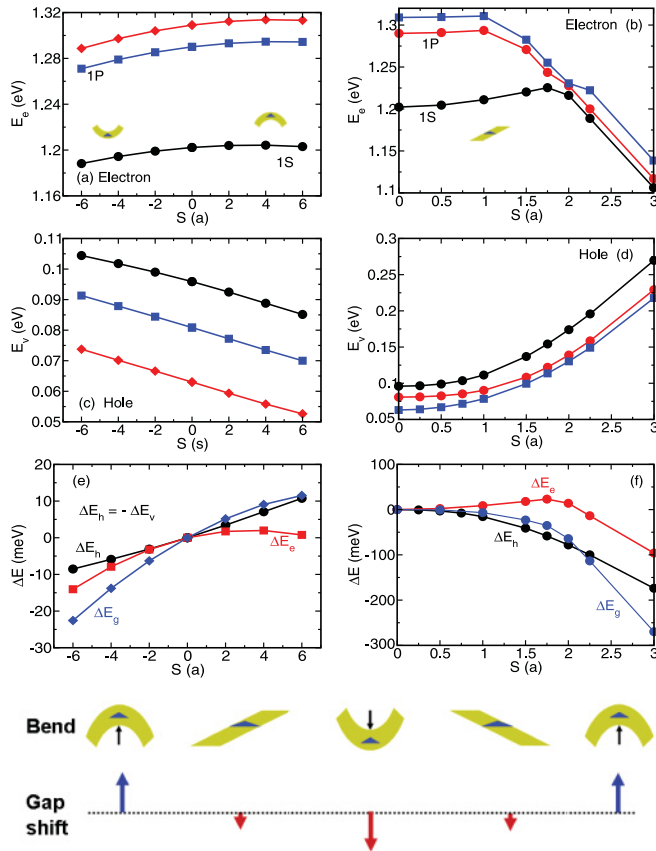 1.32
1.28
1.24
1.2
1.16
E_e (eV)
1P
1S
(a) Electron
-6 -4 -2 0 2 4 6
S (a)
1.3
1.25
1.2
1.15
1.1
E_e (eV)
Electron (b)
1P
1S
0 0.5 1 1.5 2 2.5 3
S (a)
0.11
0.1
0.09
0.08
0.07
0.06
0.05
E_v (eV)
(c) Hole
-6 -4 -2 0 2 4 6
S (s)
0.3
0.25
0.2
0.15
0.1
0.05
E_v (eV)
Hole (d)
0 0.5 1 1.5 2 2.5 3
S (a)
20
10
0
-10
-20
-30
ΔE (meV)
(e)
ΔE_h = - ΔE_v
ΔE_h
ΔE_e
ΔE_g
-6 -4 -2 0 2 4 6
S (a)
100
0
-100
-200
-300
ΔE (meV)
ΔE_e
(f)
ΔE_h
ΔE_g
0 0.5 1 1.5 2 2.5 3
S (a)
Bend
Gap
shift